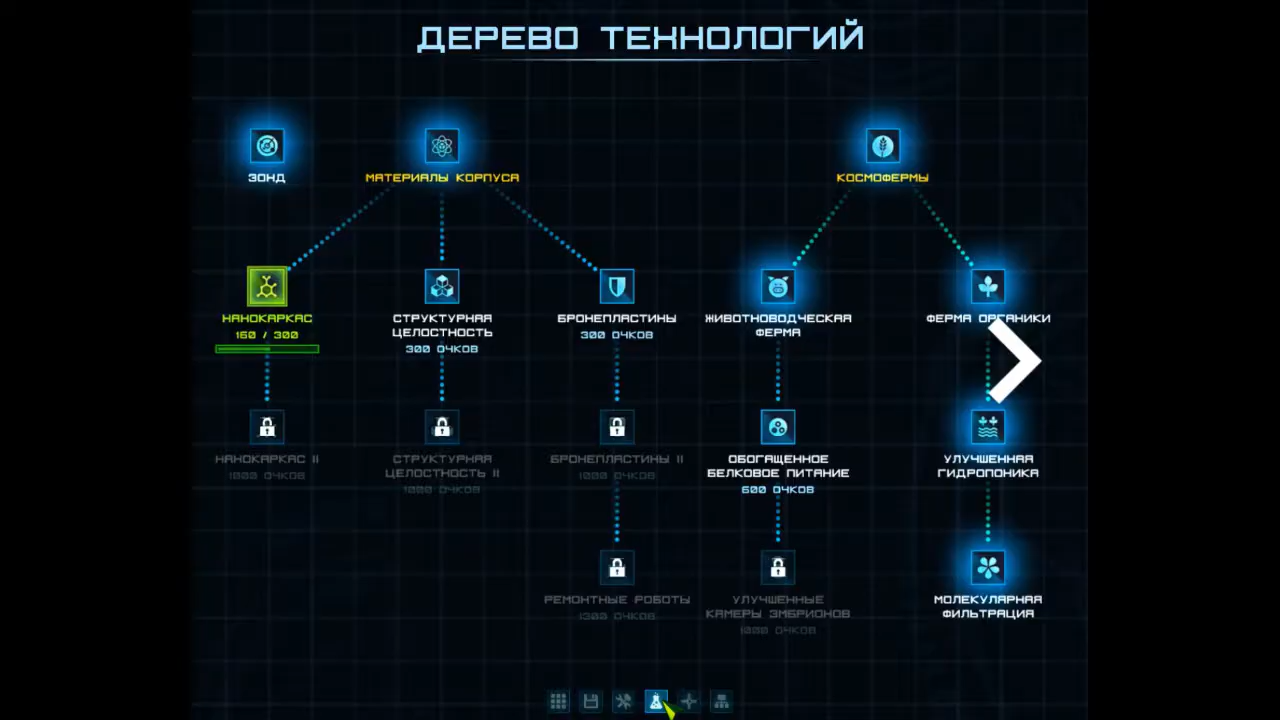 ДЕРЕВО ТЕХНОЛОГИЙ
ЗОНД
МАТЕРИАЛЫ КОРПУСА
КОСМОФЕРМЫ
НАНОКАРКАС
160 / 300
СТРУКТУРНАЯ
ЦЕЛОСТНОСТЬ
300 ОЧКОВ
БРОНЕПЛАСТИНЫ
300 ОЧКОВ
ЖИВОТНОВОДЧЕСКАЯ
ФЕРМА
ФЕРМА ОРГАНИКИ
НАНОКАРКАС II
1000 ОЧКОВ
СТРУКТУРНАЯ
ЦЕЛОСТНОСТЬ II
1000 ОЧКОВ
БРОНЕПЛАСТИНЫ II
1000 ОЧКОВ
ОБОГАЩЕННОЕ
БЕЛКОВОЕ ПИТАНИЕ
600 ОЧКОВ
УЛУЧШЕННАЯ
ГИДРОПОНИКА
РЕМОНТНЫЕ РОБОТЫ
1300 ОЧКОВ
УЛУЧШЕННЫЕ
КАМЕРЫ ЭМБРИОНОВ
1000 ОЧКОВ
МОЛЕКУЛЯРНАЯ
ФИЛЬТРАЦИЯ